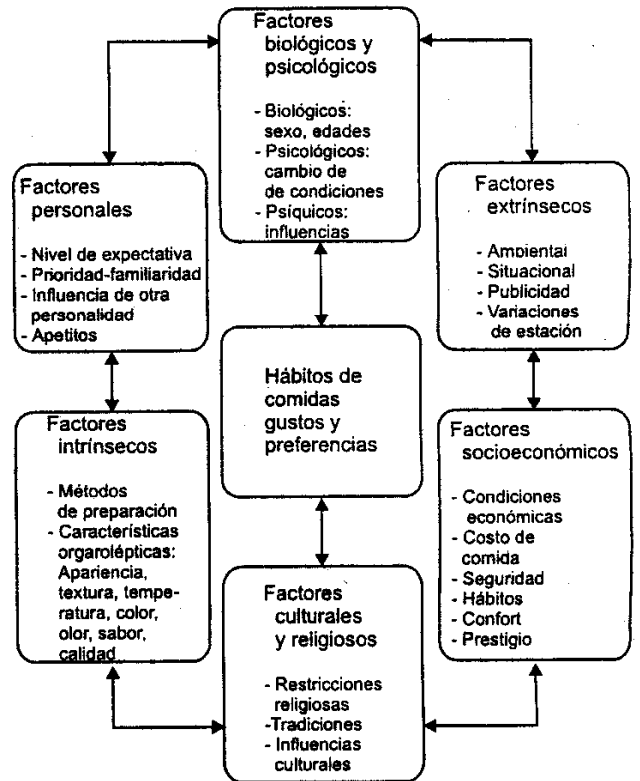 Factores
biológicos y
psicológicos
- Biológicos:
sexo, edades
- Psicológicos:
cambio de
de condiciones
- Psíquicos:
influencias
Factores
personales
- Nivel de expectativa
- Prioridad-familiaridad
- Influencia de otra
personalidad
- Apetitos
Factores
extrínsecos
- Ambiental
- Situacional
- Publicidad
- Variaciones
de estación
Hábitos de
comidas
gustos y
preferencias
Factores
intrínsecos
- Métodos
de preparación
- Características
organolépticas:
Apariencia,
textura, tempe-
ratura, color,
olor, sabor,
calidad
Factores
socioeconómicos
- Condiciones
económicas
- Costo de
comida
- Seguridad
- Hábitos
- Confort
- Prestigio
Factores
culturales
y religiosos
- Restricciones
religiosas
-Tradiciones
- Influencias
culturales